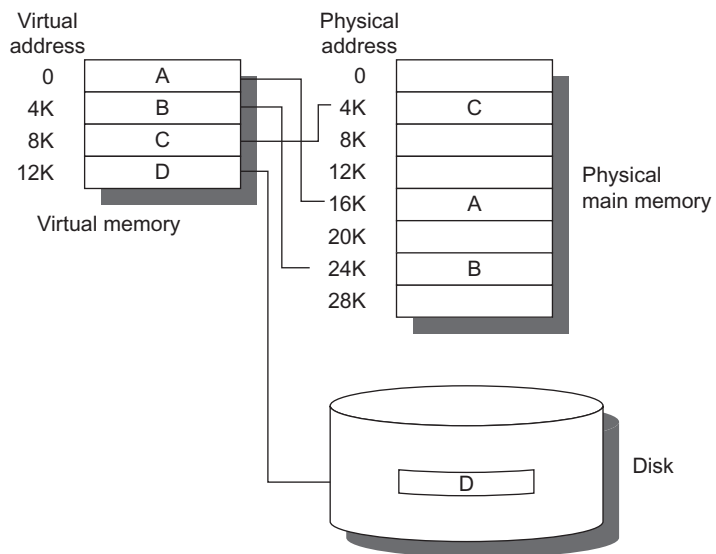 Virtual
address
0
4K
8K
12K
A
B
C
D
Virtual memory
Physical
address
0
4K
8K
12K
16K
20K
24K
28K
C
A
B
Physical
main memory
D
Disk